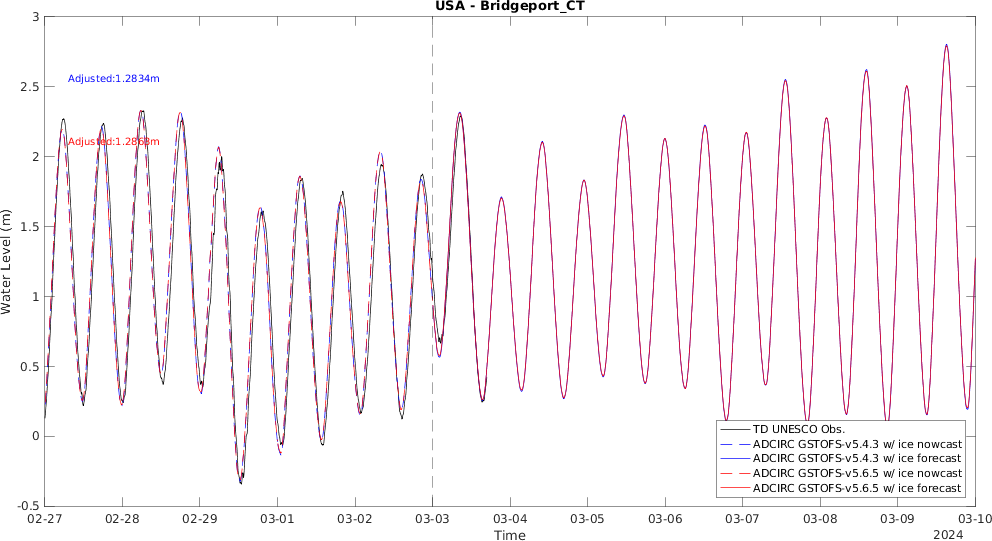 USA - Bridgeport_CT
3
2.5
2
1.5
1
0.5
0
-0.5
Water Level (m)
Adjusted:1.2834m
Adjusted:1.2868m
TD UNESCO Obs.
ADCIRC GSTOFS-v5.4.3 w/ ice nowcast
ADCIRC GSTOFS-v5.4.3 w/ ice forecast
ADCIRC GSTOFS-v5.6.5 w/ ice nowcast
ADCIRC GSTOFS-v5.6.5 w/ ice forecast
02-27 02-28 02-29 03-01 03-02 03-03 03-04 03-05 03-06 03-07 03-08 03-09 03-10
Time
2024